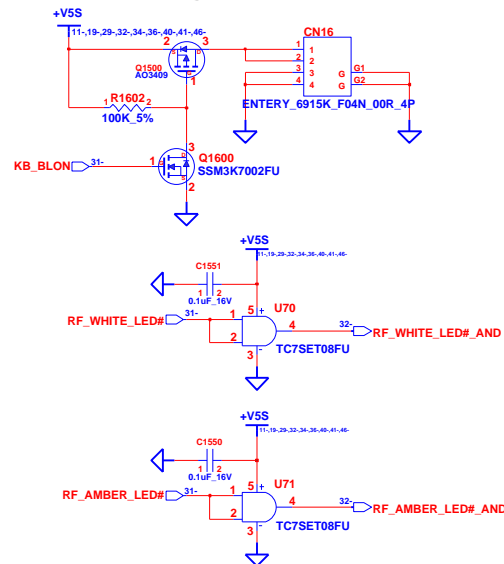 +V5S
11-,19-,29-,32-,34-,36-,40-,41-,46-
2 3
Q1500
AO3409
1
CN16
1 1
2 2
3 3
4 4
G G1
G G2
ENTERY_6915K_F04N_00R_4P
1 R1602 2
100K_5%
KB_BLON 31-
1
3
Q1600
SSM3K7002FU
2
+V5S
11-,19-,29-,32-,34-,36-,40-,41-,46-
C1551
1 2
0.1uF_16V
U70
RF_WHITE_LED# 31-
1
2
5 +
4
3 -
TC7SET08FU
32- RF_WHITE_LED#_AND
+V5S
11-,19-,29-,32-,34-,36-,40-,41-,46-
C1550
1 2
0.1uF_16V
U71
RF_AMBER_LED# 31-
1
2
5 +
4
3 -
TC7SET08FU
32- RF_AMBER_LED#_AND